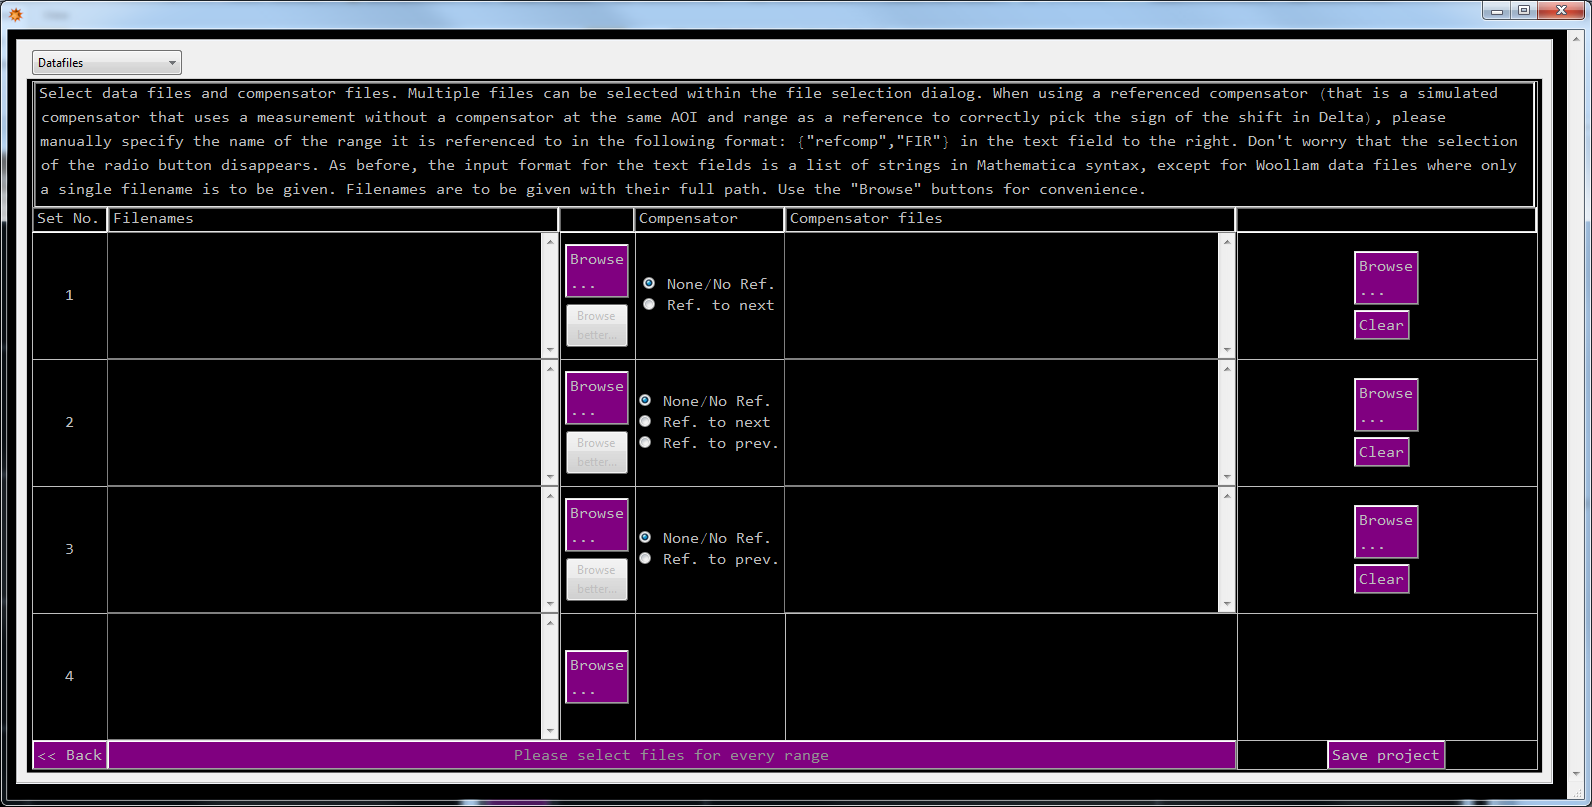 Datafiles
Select data files and compensator files. Multiple files can be selected within the file selection dialog. When using a referenced compensator (that is a simulated
compensator that uses a measurement without a compensator at the same AOI and range as a reference to correctly pick the sign of the shift in Delta), please
manually specify the name of the range it is referenced to in the following format: {"refcomp","FIR"} in the text field to the right. Don't worry that the selection
of the radio button disappears. As before, the input format for the text fields is a list of strings in Mathematica syntax, except for Woollam data files where only
a single filename is to be given. Filenames are to be given with their full path. Use the "Browse" buttons for convenience.
Set No. Filenames Compensator Compensator files
1
Browse
...
Browse
better...
None/No Ref.
Ref. to next
Browse
...
Clear
2
Browse
...
Browse
better...
None/No Ref.
Ref. to next
Ref. to prev.
Browse
...
Clear
3
Browse
...
Browse
better...
None/No Ref.
Ref. to prev.
Browse
...
Clear
4
Browse
...
<< Back Please select files for every range Save project